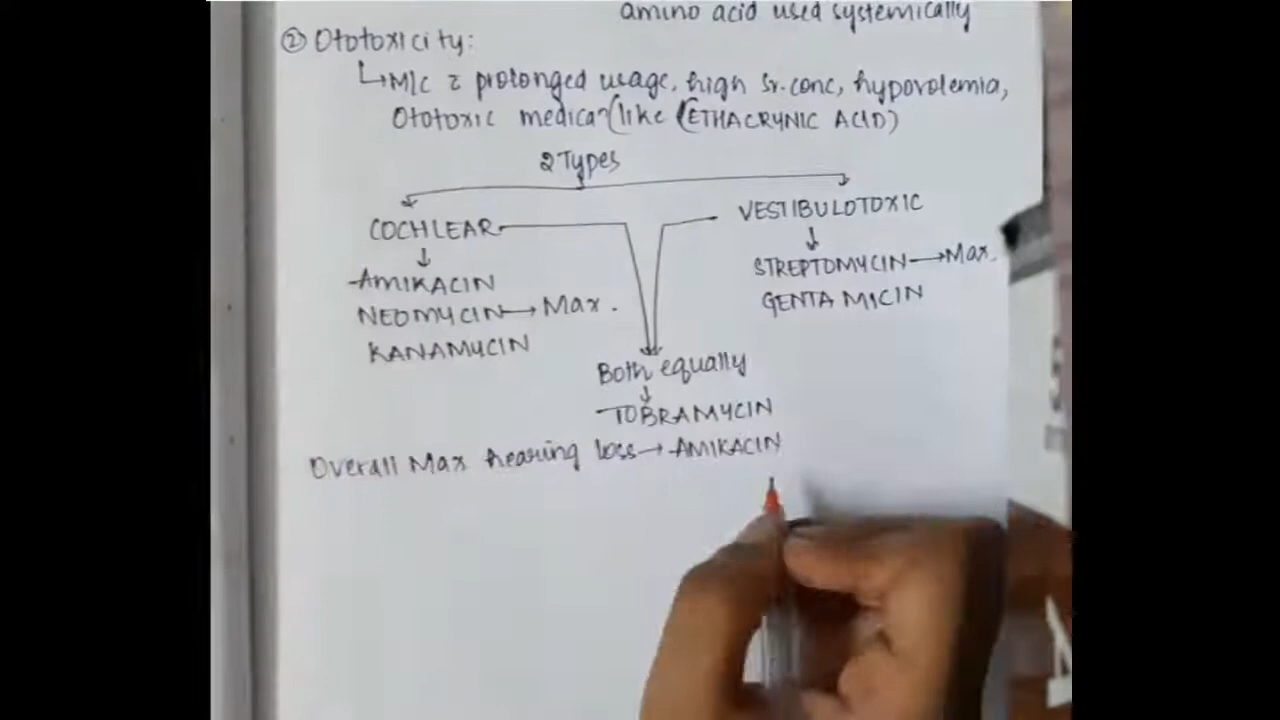 amino acid used systemically
② Ototoxicity:
↳ M/C c̄ prolonged usage, high Sr. conc, hypovolemia,
Ototoxic medica? (like (ETHACRYNIC ACID)
2 Types
COCHLEAR
VESTIBULOTOXIC
AMIKACIN
STREPTOMYCIN → Max.
NEOMYCIN → Max.
GENTAMICIN
KANAMYCIN
Both equally
TOBRAMYCIN
Overall Max hearing loss → AMIKACIN